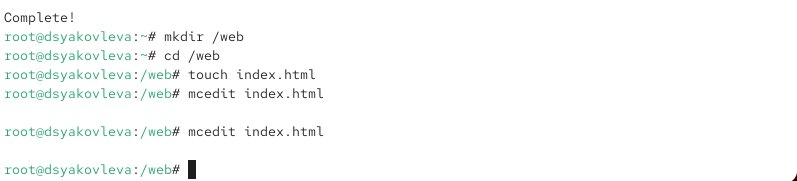 Complete!
root@dsyakovleva:~# mkdir /web
root@dsyakovleva:~# cd /web
root@dsyakovleva:/web# touch index.html
root@dsyakovleva:/web# mcedit index.html
root@dsyakovleva:/web# mcedit index.html
root@dsyakovleva:/web#